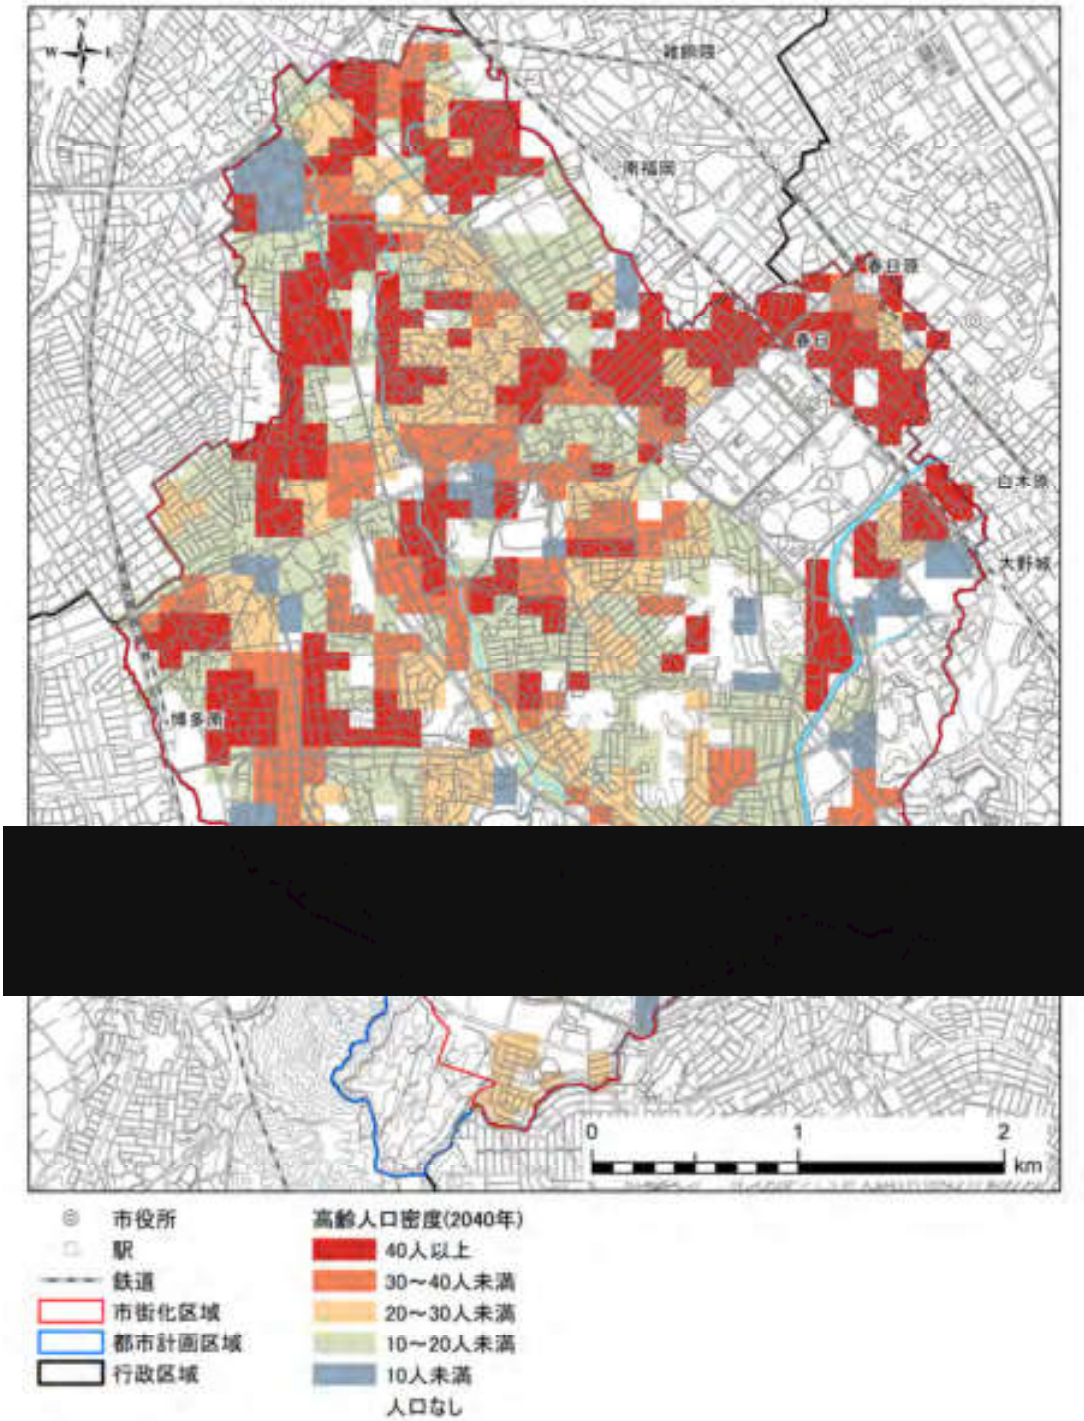 N
W E
雑餉隈
南福岡
春日原
春日
白木原
大野城
博多南
0 1 2
km
市役所
駅
鉄道
市街化区域
都市計画区域
行政区域
高齢人口密度(2040年)
40人以上
30～40人未満
20～30人未満
10～20人未満
10人未満
人口なし